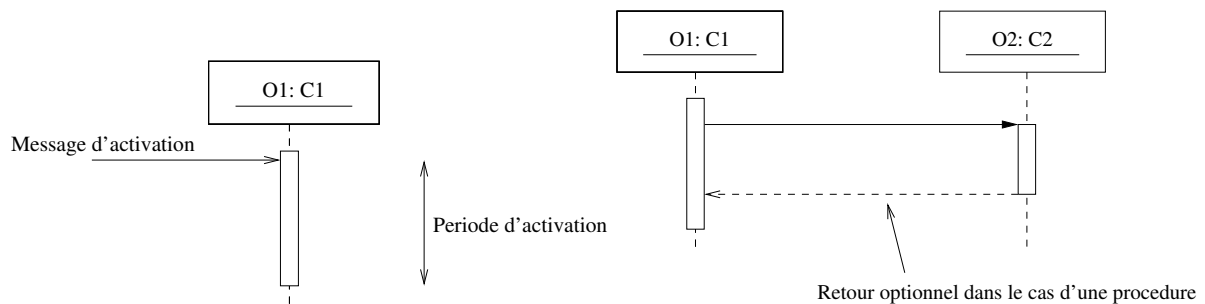 O1: C1
Message d'activation
Periode d'activation
O1: C1
O2: C2
Retour optionnel dans le cas d'une procedure